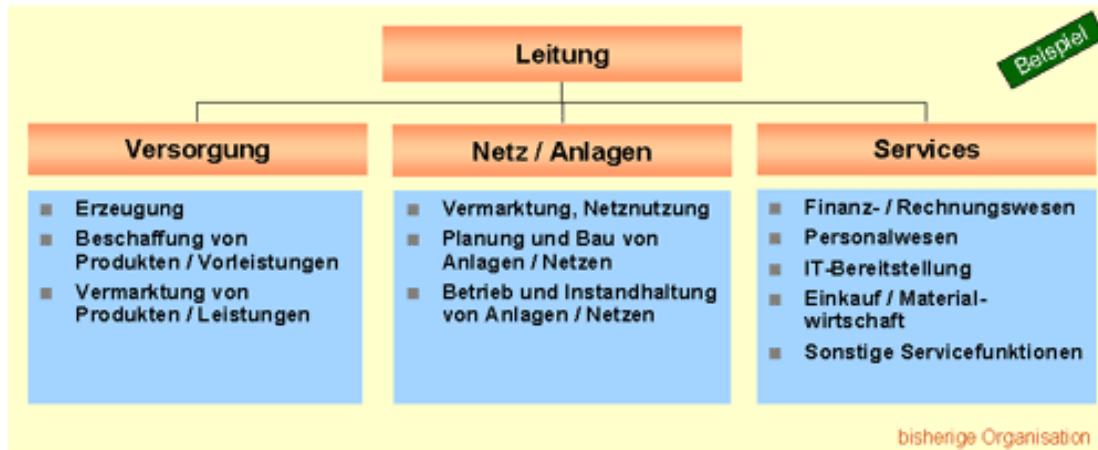 Leitung
Beispiel
Versorgung
Erzeugung
Beschaffung von
Produkten / Vorleistungen
Vermarktung von
Produkten / Leistungen
Netz / Anlagen
Vermarktung, Netznutzung
Planung und Bau von
Anlagen / Netzen
Betrieb und Instandhaltung
von Anlagen / Netzen
Services
Finanz- / Rechnungswesen
Personalwesen
IT-Bereitstellung
Einkauf / Material-
wirtschaft
Sonstige Servicefunktionen
bisherige Organisation